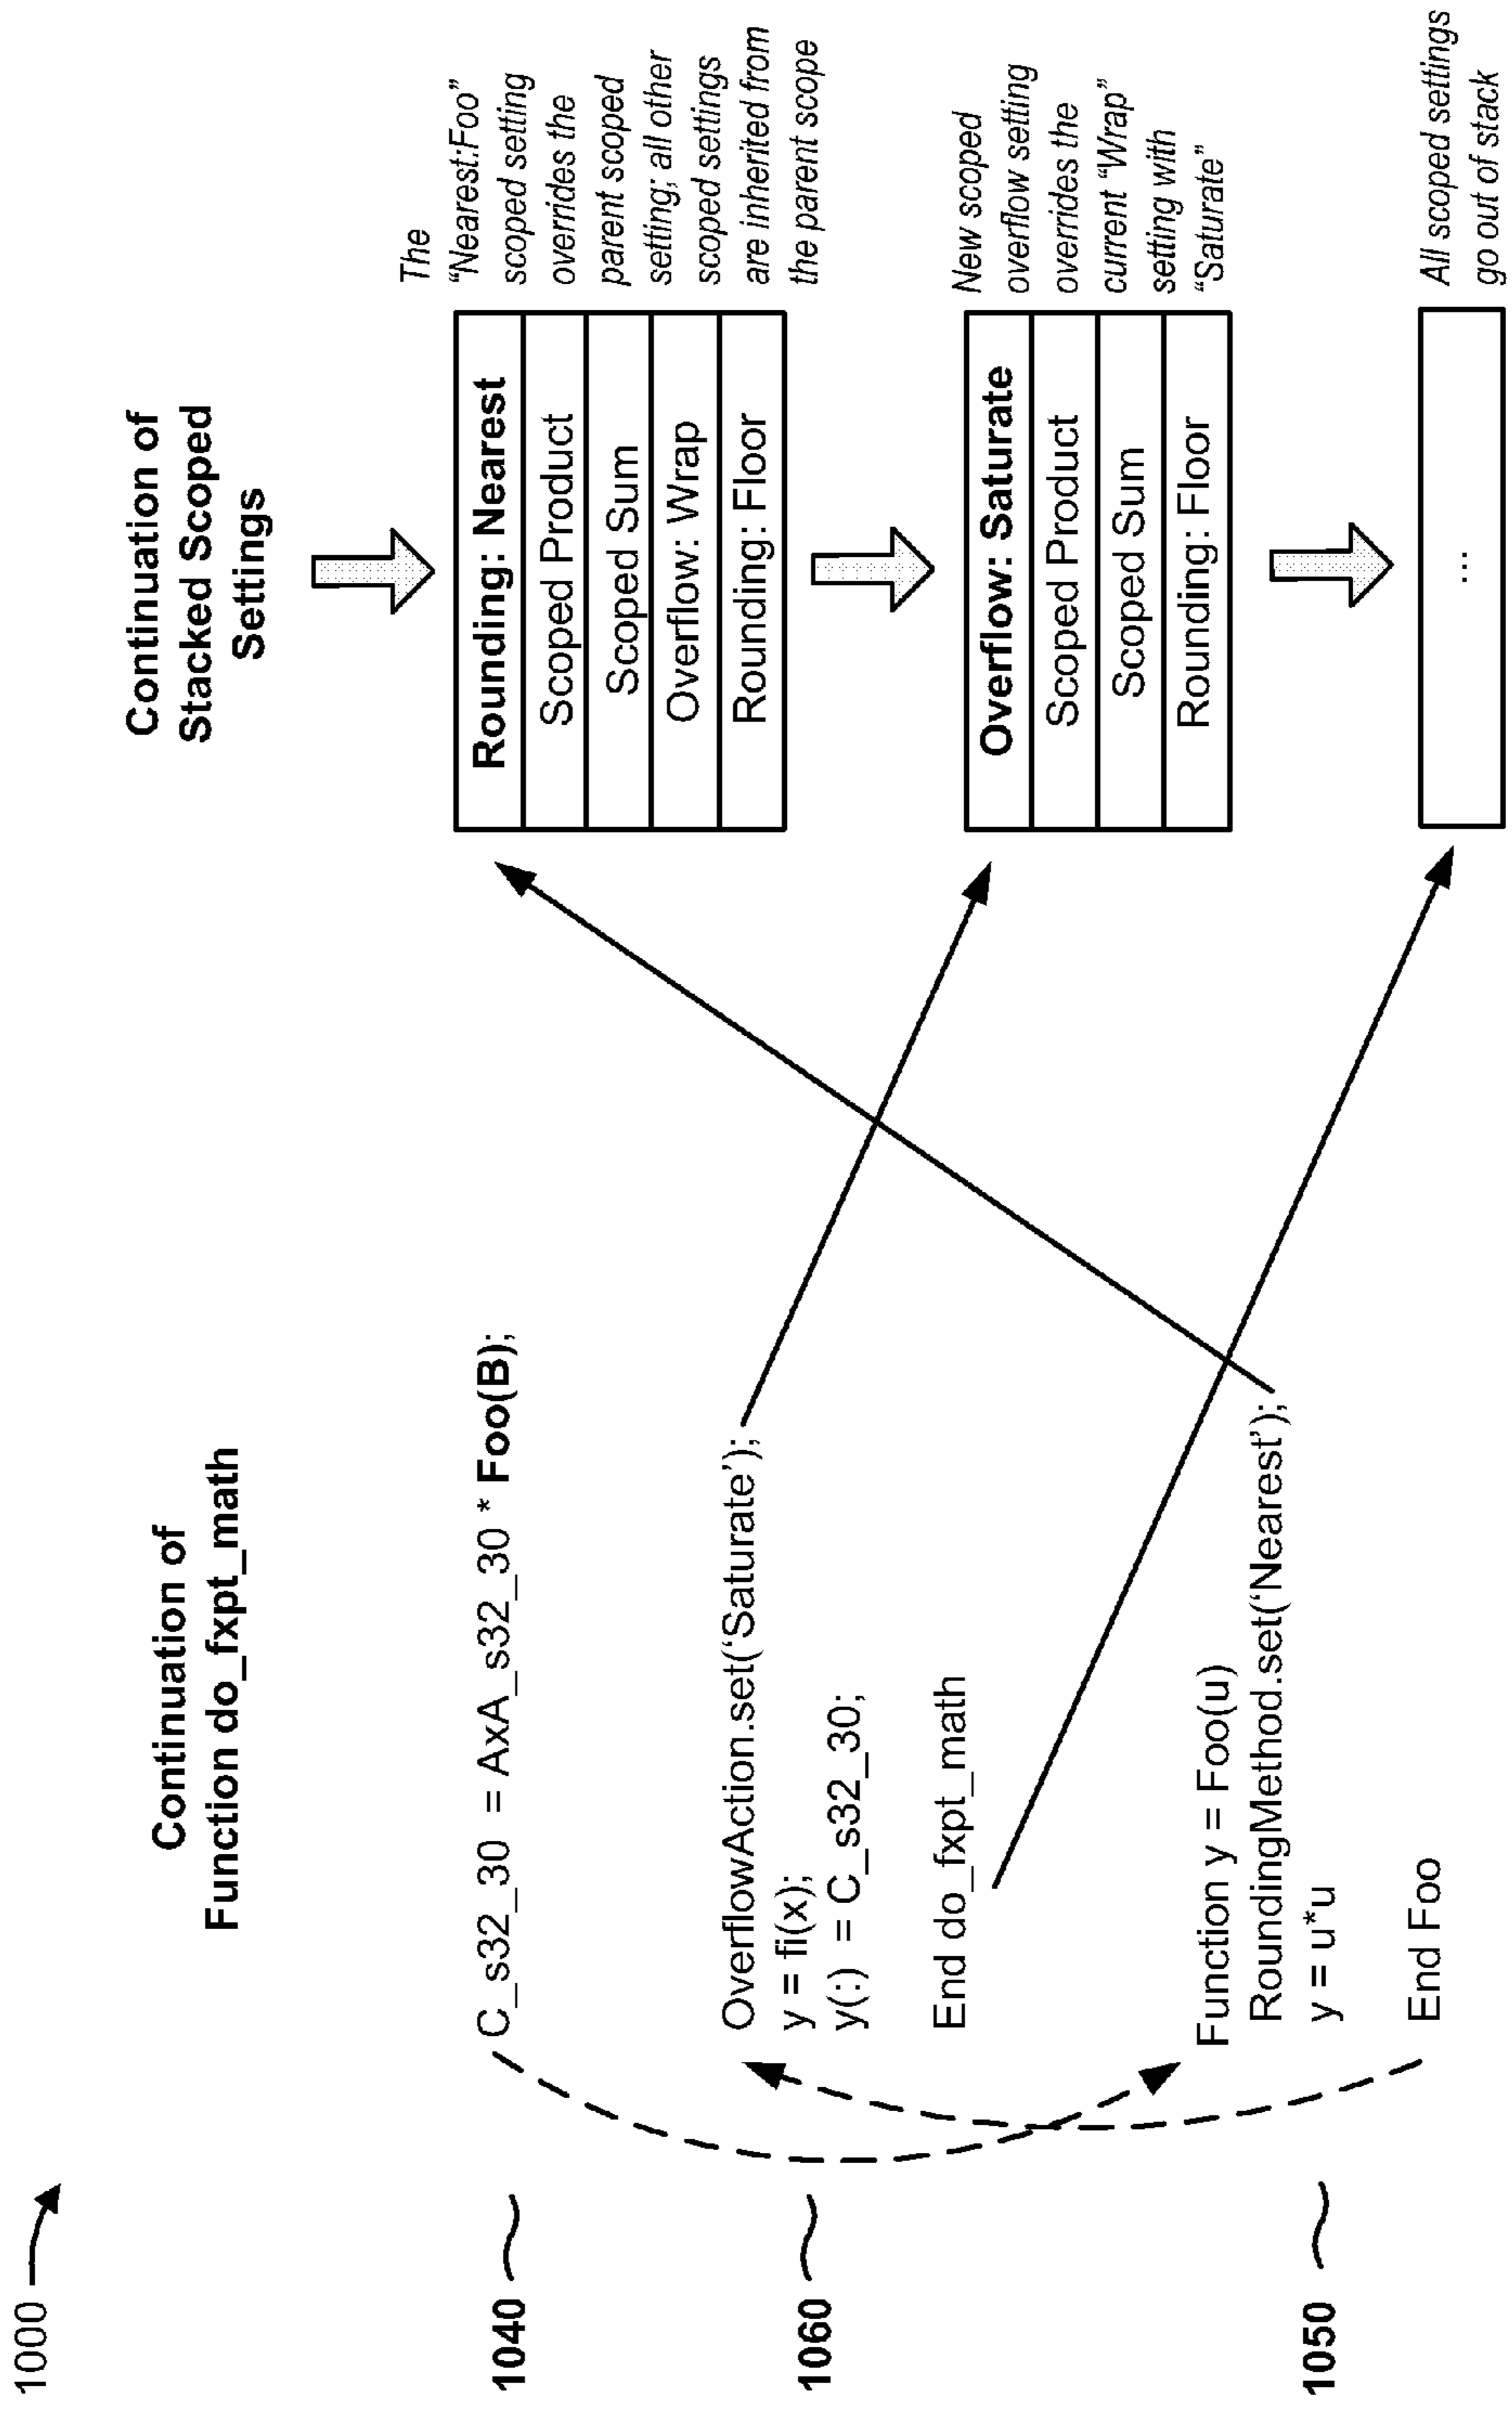 1000
Continuation of
Function do_fxpt_math
Continuation of
Stacked Scoped
Settings
1040
C_s32_30 = AxA_s32_30 * Foo(B);
1060
OverflowAction.set(‘Saturate’);
y = fi(x);
y(:) = C_s32_30;
End do_fxpt_math
1050
Function y = Foo(u)
RoundingMethod.set(‘Nearest’);
y = u*u
End Foo
Rounding: Nearest
Scoped Product
Scoped Sum
Overflow: Wrap
Rounding: Floor
The
“Nearest:Foo”
scoped setting
overrides the
parent scoped
setting; all other
scoped settings
are inherited from
the parent scope
Overflow: Saturate
Scoped Product
Scoped Sum
Rounding: Floor
New scoped
overflow setting
overrides the
current “Wrap”
setting with
“Saturate”
...
All scoped settings
go out of stack